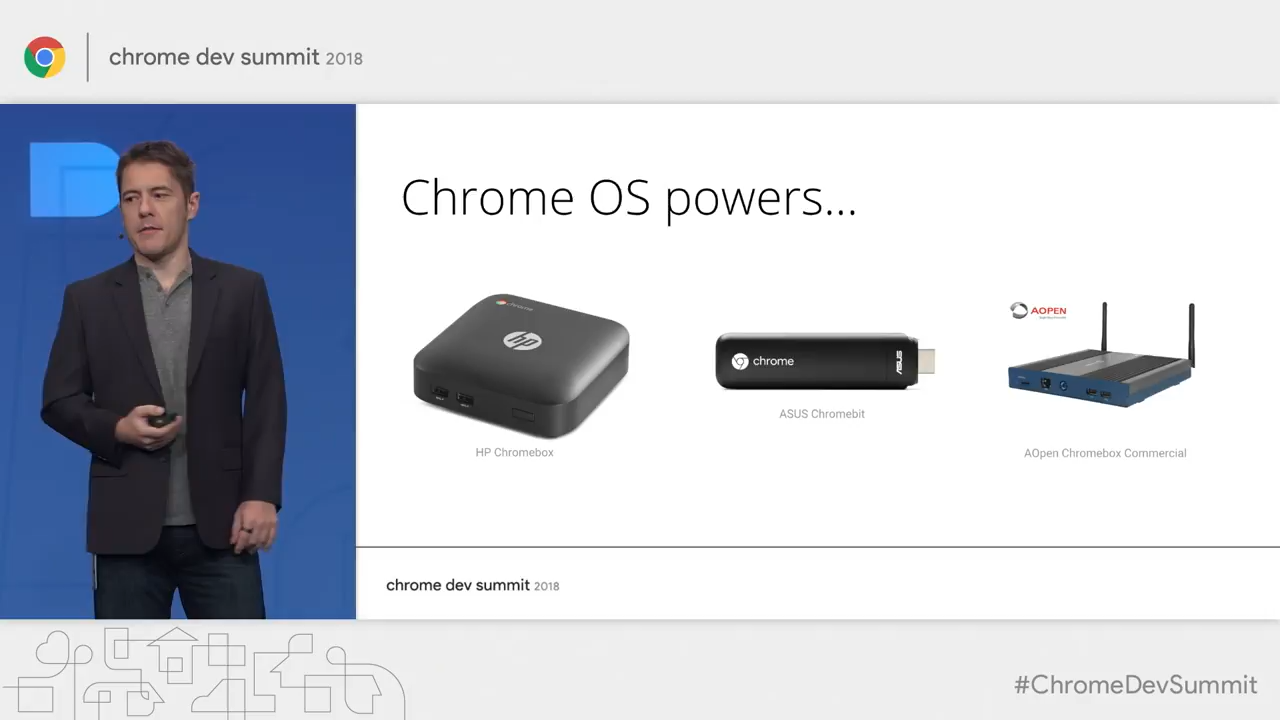 chrome dev summit 2018
Chrome OS powers...
chrome
hp
HP Chromebox
chrome
ASUS
ASUS Chromebit
AOPEN
AOpen Chromebox Commercial
chrome dev summit 2018
#ChromeDevSummit